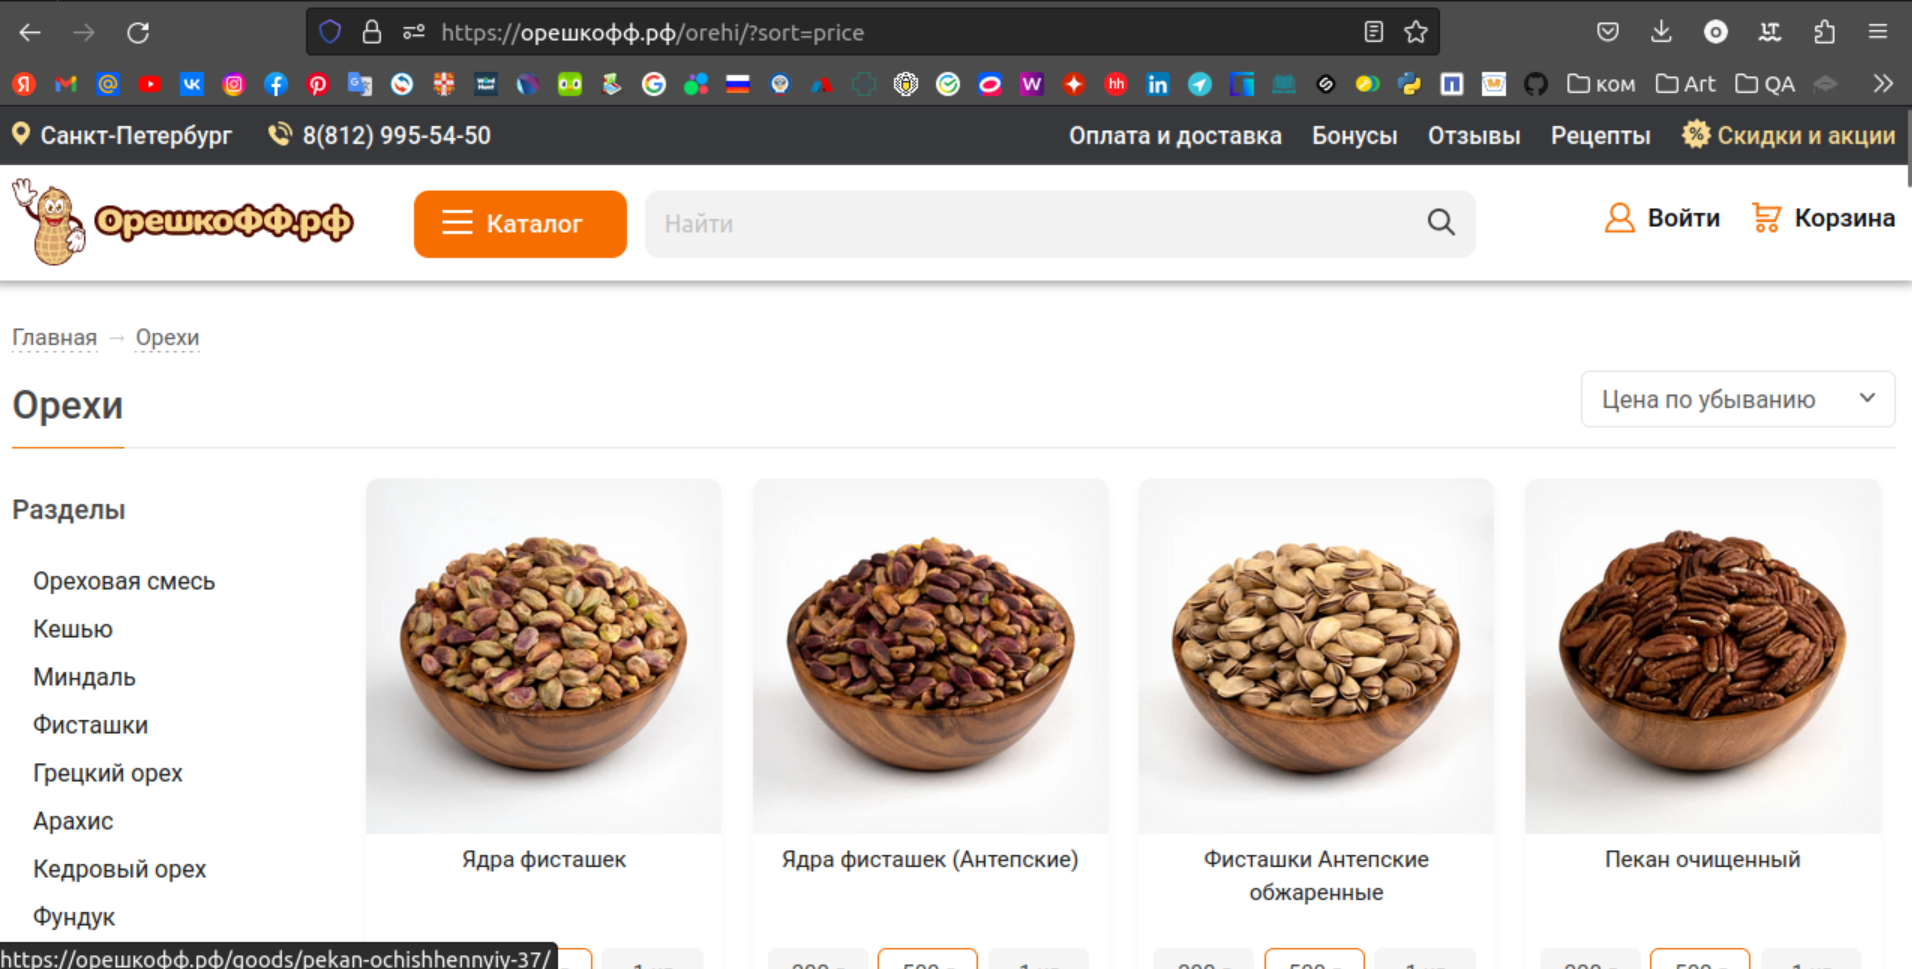 https://орешкофф.рф/orehi/?sort=price
ком Art QA
Санкт-Петербург 8(812) 995-54-50 Оплата и доставка Бонусы Отзывы Рецепты % Скидки и акции
ОрешкоФФ.рф Каталог Найти Войти Корзина
Главная → Орехи
Орехи
Цена по убыванию
Разделы
Ореховая смесь
Кешью
Миндаль
Фисташки
Грецкий орех
Арахис
Кедровый орех
Фундук
Ядра фисташек
Ядра фисташек (Антепские)
Фисташки Антепские
обжаренные
Пекан очищенный
https://орешкофф.рф/goods/pekan-ochishhennyiy-37/